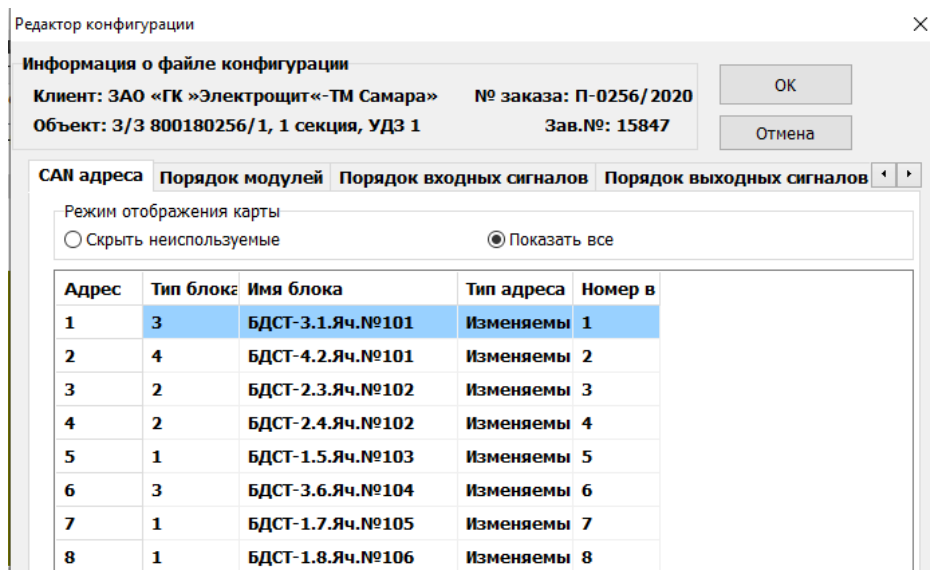 Редактор конфигурации
Информация о файле конфигурации
Клиент: ЗАО «ГК »Электрощит«-ТМ Самара» № заказа: П-0256/2020
Объект: З/З 800180256/1, 1 секция, УДЗ 1 Зав.№: 15847
OK
Отмена
CAN адреса Порядок модулей Порядок входных сигналов Порядок выходных сигналов
Режим отображения карты
Скрыть неиспользуемые Показать все
Адрес Тип блока Имя блока Тип адреса Номер в
1 3 БДСТ-3.1.Яч.№101 Изменяемы 1
2 4 БДСТ-4.2.Яч.№101 Изменяемы 2
3 2 БДСТ-2.3.Яч.№102 Изменяемы 3
4 2 БДСТ-2.4.Яч.№102 Изменяемы 4
5 1 БДСТ-1.5.Яч.№103 Изменяемы 5
6 3 БДСТ-3.6.Яч.№104 Изменяемы 6
7 1 БДСТ-1.7.Яч.№105 Изменяемы 7
8 1 БДСТ-1.8.Яч.№106 Изменяемы 8